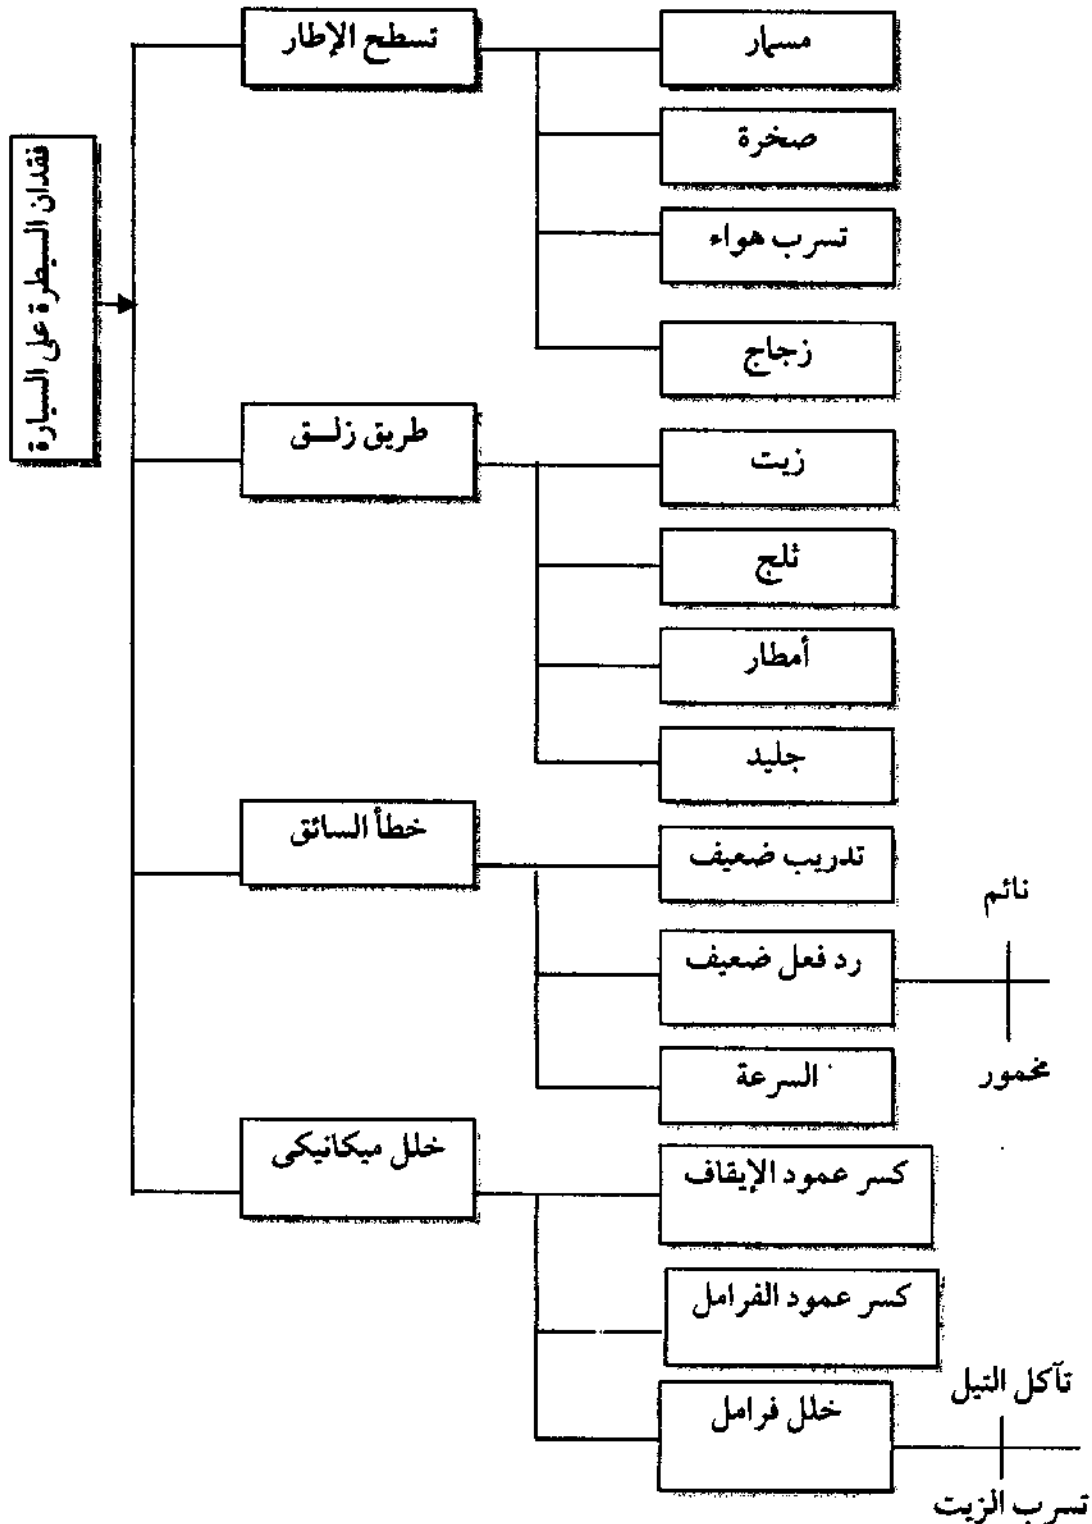 فقدان السيطرة على السيارة
تسطح الإطار
مسمار
صخرة
تسرب هواء
زجاج
طريق زلـق
زيت
ثلج
أمطار
جليد
خطأ السائق
تدريب ضعيف
رد فعل ضعيف
نائم
مخمور
السرعة
خلل ميكانيكى
كسر عمود الإيقاف
كسر عمود الفرامل
خلل فرامل
تآكل التيل
تسرب الزيت